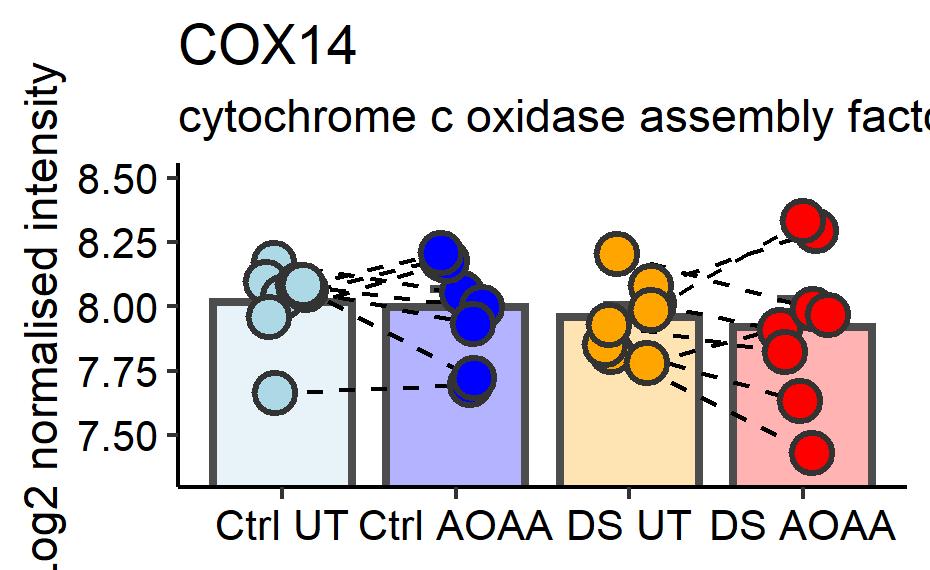 COX14
cytochrome c oxidase assembly facto
Log2 normalised intensity
8.50
8.25
8.00
7.75
7.50
Ctrl UT Ctrl AOAA DS UT DS AOAA